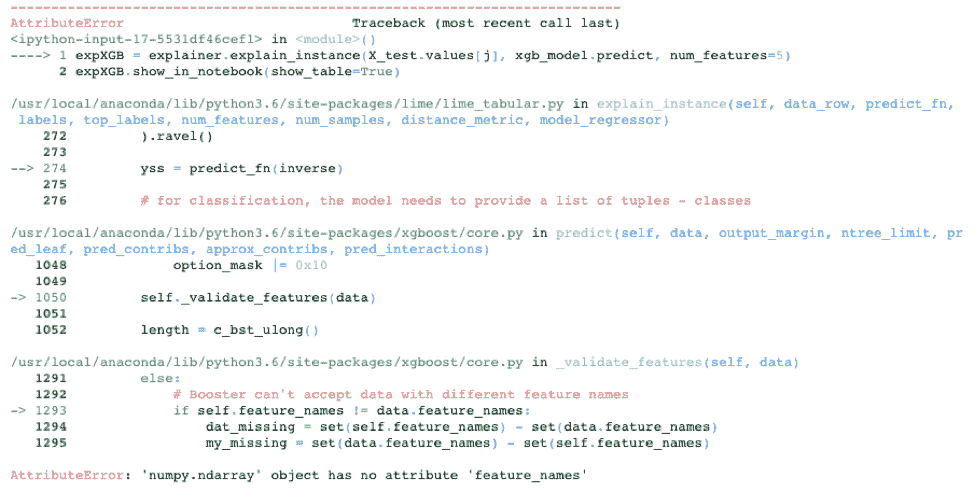 ---------------------------------------------------------------------------
AttributeError                            Traceback (most recent call last)
<ipython-input-17-5531df46cef1> in <module>()
----> 1 expXGB = explainer.explain_instance(X_test.values[j], xgb_model.predict, num_features=5)
      2 expXGB.show_in_notebook(show_table=True)
/usr/local/anaconda/lib/python3.6/site-packages/lime/lime_tabular.py in explain_instance(self, data_row, predict_fn,
 labels, top_labels, num_features, num_samples, distance_metric, model_regressor)
    272         ).ravel()
    273
--> 274         yss = predict_fn(inverse)
    275
    276         # for classification, the model needs to provide a list of tuples - classes
/usr/local/anaconda/lib/python3.6/site-packages/xgboost/core.py in predict(self, data, output_margin, ntree_limit, pr
ed_leaf, pred_contribs, approx_contribs, pred_interactions)
   1048             option_mask |= 0x10
   1049
-> 1050         self._validate_features(data)
   1051
   1052         length = c_bst_ulong()
/usr/local/anaconda/lib/python3.6/site-packages/xgboost/core.py in _validate_features(self, data)
   1291         else:
   1292             # Booster can't accept data with different feature names
-> 1293             if self.feature_names != data.feature_names:
   1294                 dat_missing = set(self.feature_names) - set(data.feature_names)
   1295                 my_missing = set(data.feature_names) - set(self.feature_names)
AttributeError: 'numpy.ndarray' object has no attribute 'feature_names'